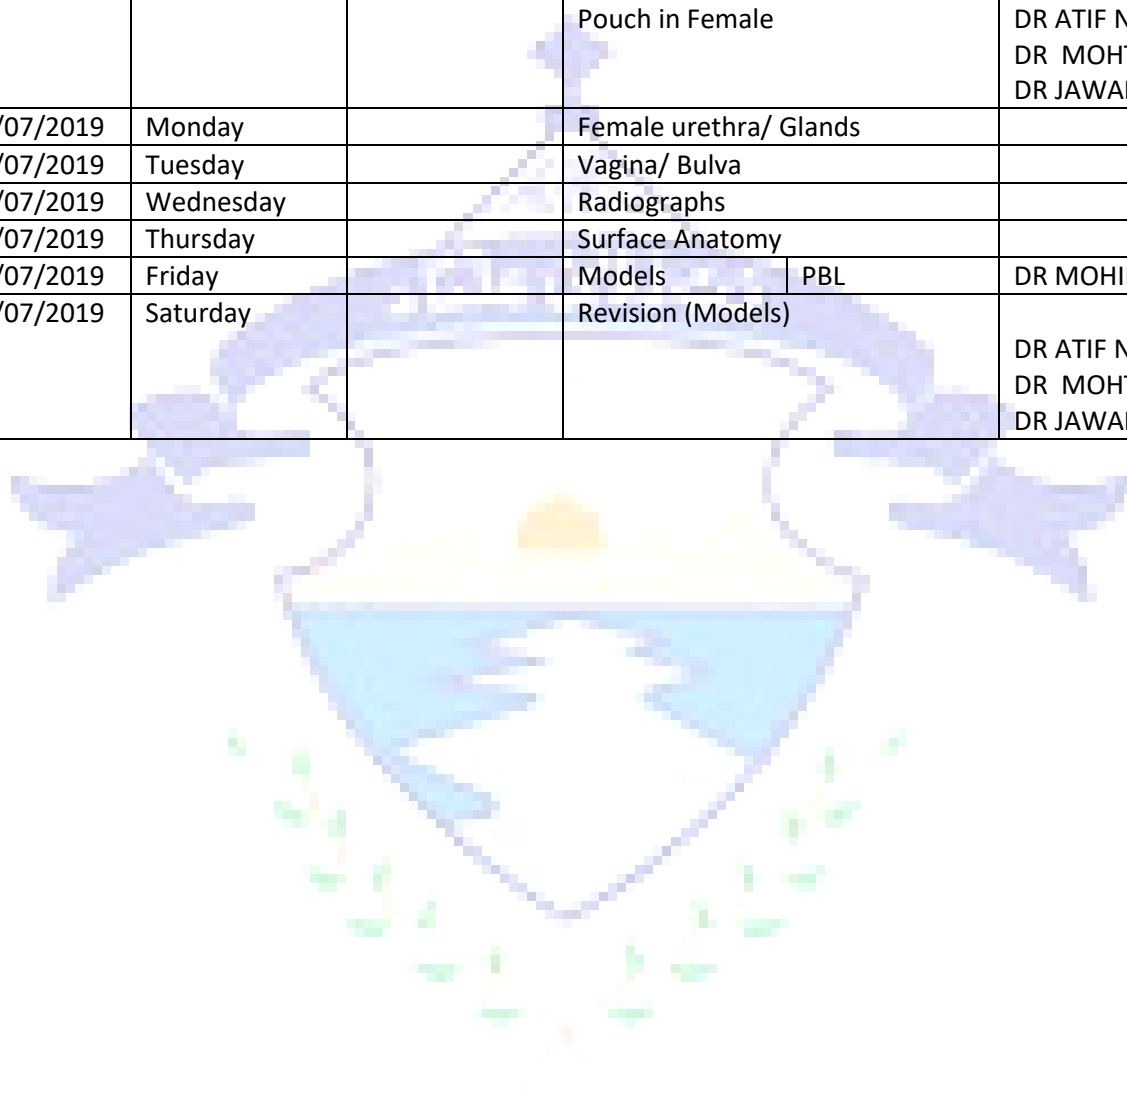 Pouch in Female DR ATIF
DR MOHT
DR JAWA
/07/2019 Monday Female urethra/ Glands
/07/2019 Tuesday Vagina/ Bulva
/07/2019 Wednesday Radiographs
/07/2019 Thursday Surface Anatomy
/07/2019 Friday Models PBL DR MOHI
/07/2019 Saturday Revision (Models)
DR ATIF
DR MOHT
DR JAWA